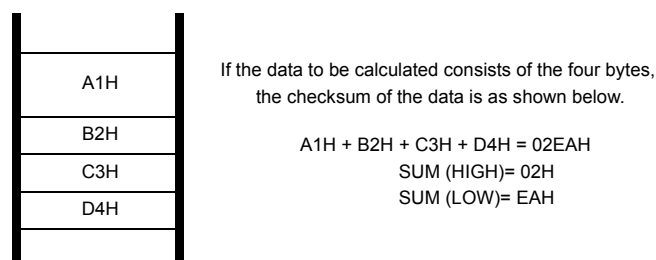 A1H
B2H
C3H
D4H
If the data to be calculated consists of the four bytes,
the checksum of the data is as shown below.
A1H + B2H + C3H + D4H = 02EAH
SUM (HIGH)= 02H
SUM (LOW)= EAH